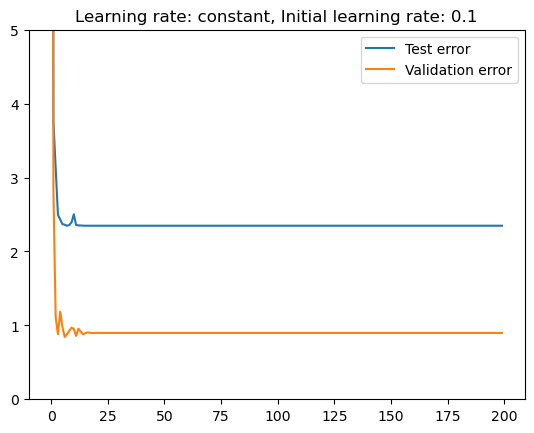 Learning rate: constant, Initial learning rate: 0.1
Test error
Validation error
5
4
3
2
1
0
0 25 50 75 100 125 150 175 200